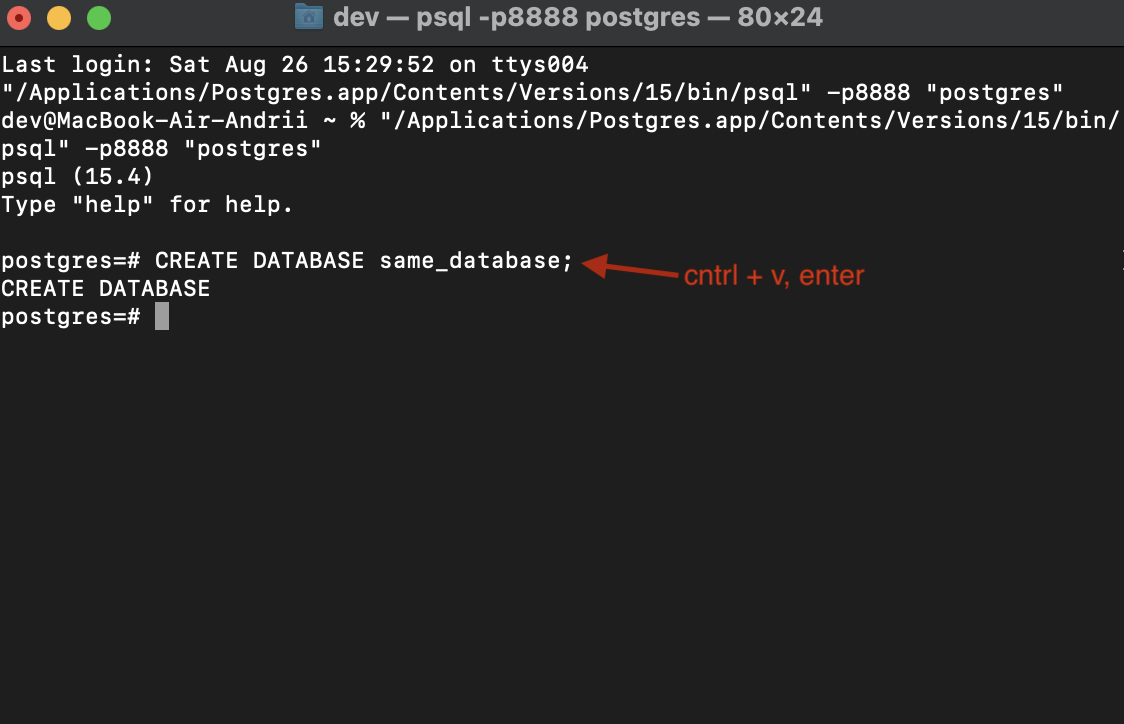 dev — psql -p8888 postgres — 80×24
Last login: Sat Aug 26 15:29:52 on ttys004
"/Applications/Postgres.app/Contents/Versions/15/bin/psql" -p8888 "postgres"
dev@MacBook-Air-Andrii ~ % "/Applications/Postgres.app/Contents/Versions/15/bin/
psql" -p8888 "postgres"
psql (15.4)
Type "help" for help.
postgres=# CREATE DATABASE same_database;
cntrl + v, enter
CREATE DATABASE
postgres=#